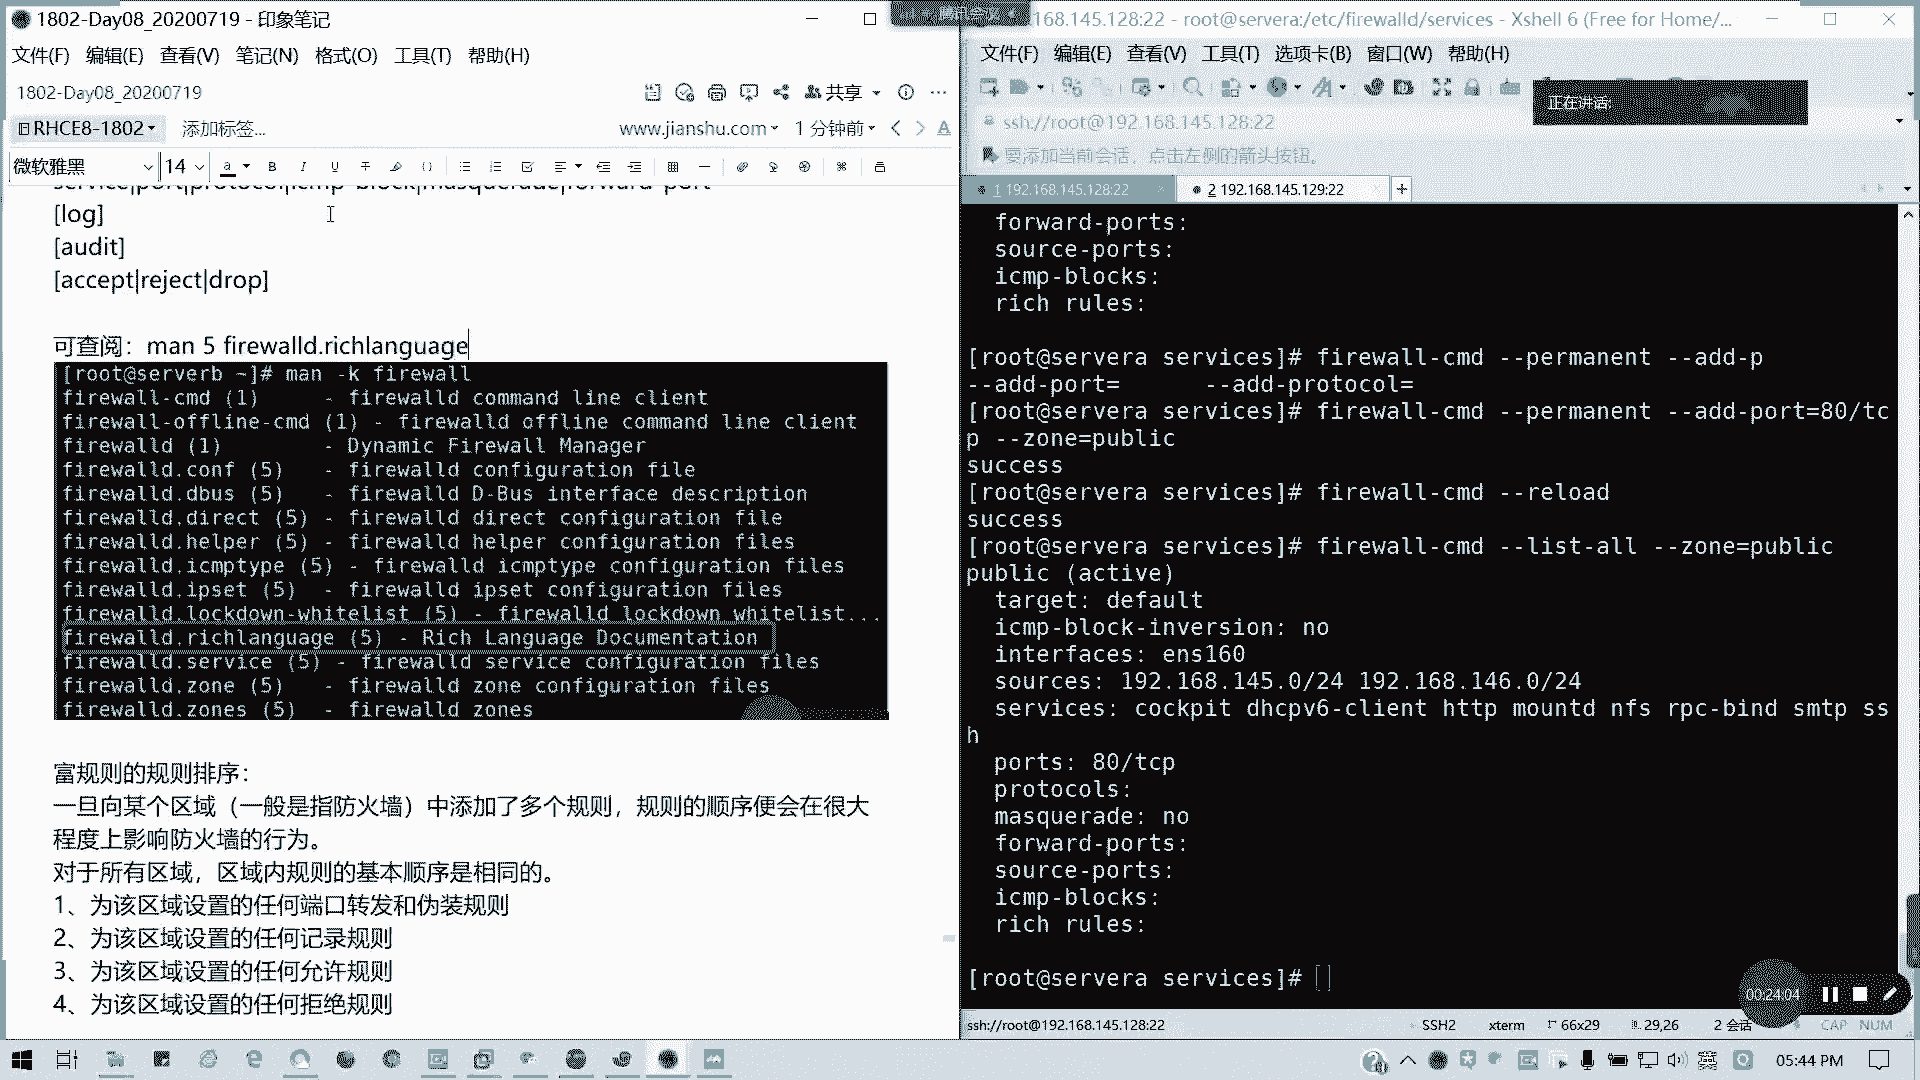 1802-Day08_20200719 - 印象笔记
文件(F) 编辑(E) 查看(V) 笔记(N) 格式(O) 工具(T) 帮助(H)
1802-Day08_20200719
共享
RHCE8-1802
添加标签...
www.jianshu.com
1 分钟前
微软雅黑
14
service|port|protocol|icmp-block|masquerade|forward-port
[log]
[audit]
[accept|reject|drop]
可查阅：man 5 firewalld.richlanguage
[root@serverb ~]# man -k firewall
firewall-cmd (1)     - firewalld command line client
firewall-offline-cmd (1) - firewalld offline command line client
firewalld (1)        - Dynamic Firewall Manager
firewalld.conf (5)   - firewalld configuration file
firewalld.dbus (5)   - firewalld D-Bus interface description
firewalld.direct (5) - firewalld direct configuration file
firewalld.helper (5) - firewalld helper configuration files
firewalld.icmptype (5) - firewalld icmptype configuration files
firewalld.ipset (5)  - firewalld ipset configuration files
firewalld.lockdown-whitelist (5) - firewalld lockdown whitelist...
firewalld.richlanguage (5) - Rich Language Documentation
firewalld.service (5) - firewalld service configuration files
firewalld.zone (5)   - firewalld zone configuration files
firewalld.zones (5)  - firewalld zones
富规则的规则排序：
一旦向某个区域（一般是指防火墙）中添加了多个规则，规则的顺序便会在很大
程度上影响防火墙的行为。
对于所有区域，区域内规则的基本顺序是相同的。
1、为该区域设置的任何端口转发和伪装规则
2、为该区域设置的任何记录规则
3、为该区域设置的任何允许规则
4、为该区域设置的任何拒绝规则
腾讯会议
168.145.128:22 - root@servera:/etc/firewalld/services - Xshell 6 (Free for Home/...
文件(F) 编辑(E) 查看(V) 工具(T) 选项卡(B) 窗口(W) 帮助(H)
正在讲话:
ssh://root@192.168.145.128:22
要添加当前会话，点击左侧的箭头按钮。
1 192.168.145.128:22
2 192.168.145.129:22
forward-ports:
source-ports:
icmp-blocks:
rich rules:
[root@servera services]# firewall-cmd --permanent --add-p
--add-port=      --add-protocol=
[root@servera services]# firewall-cmd --permanent --add-port=80/tc
p --zone=public
success
[root@servera services]# firewall-cmd --reload
success
[root@servera services]# firewall-cmd --list-all --zone=public
public (active)
target: default
icmp-block-inversion: no
interfaces: ens160
sources: 192.168.145.0/24 192.168.146.0/24
services: cockpit dhcpv6-client http mountd nfs rpc-bind smtp ss
h
ports: 80/tcp
protocols:
masquerade: no
forward-ports:
source-ports:
icmp-blocks:
rich rules:
[root@servera services]#
00:24:04
ssh://root@192.168.145.128:22
SSH2
xterm
66x29
29,26
2 会话
CAP NUM
英
05:44 PM